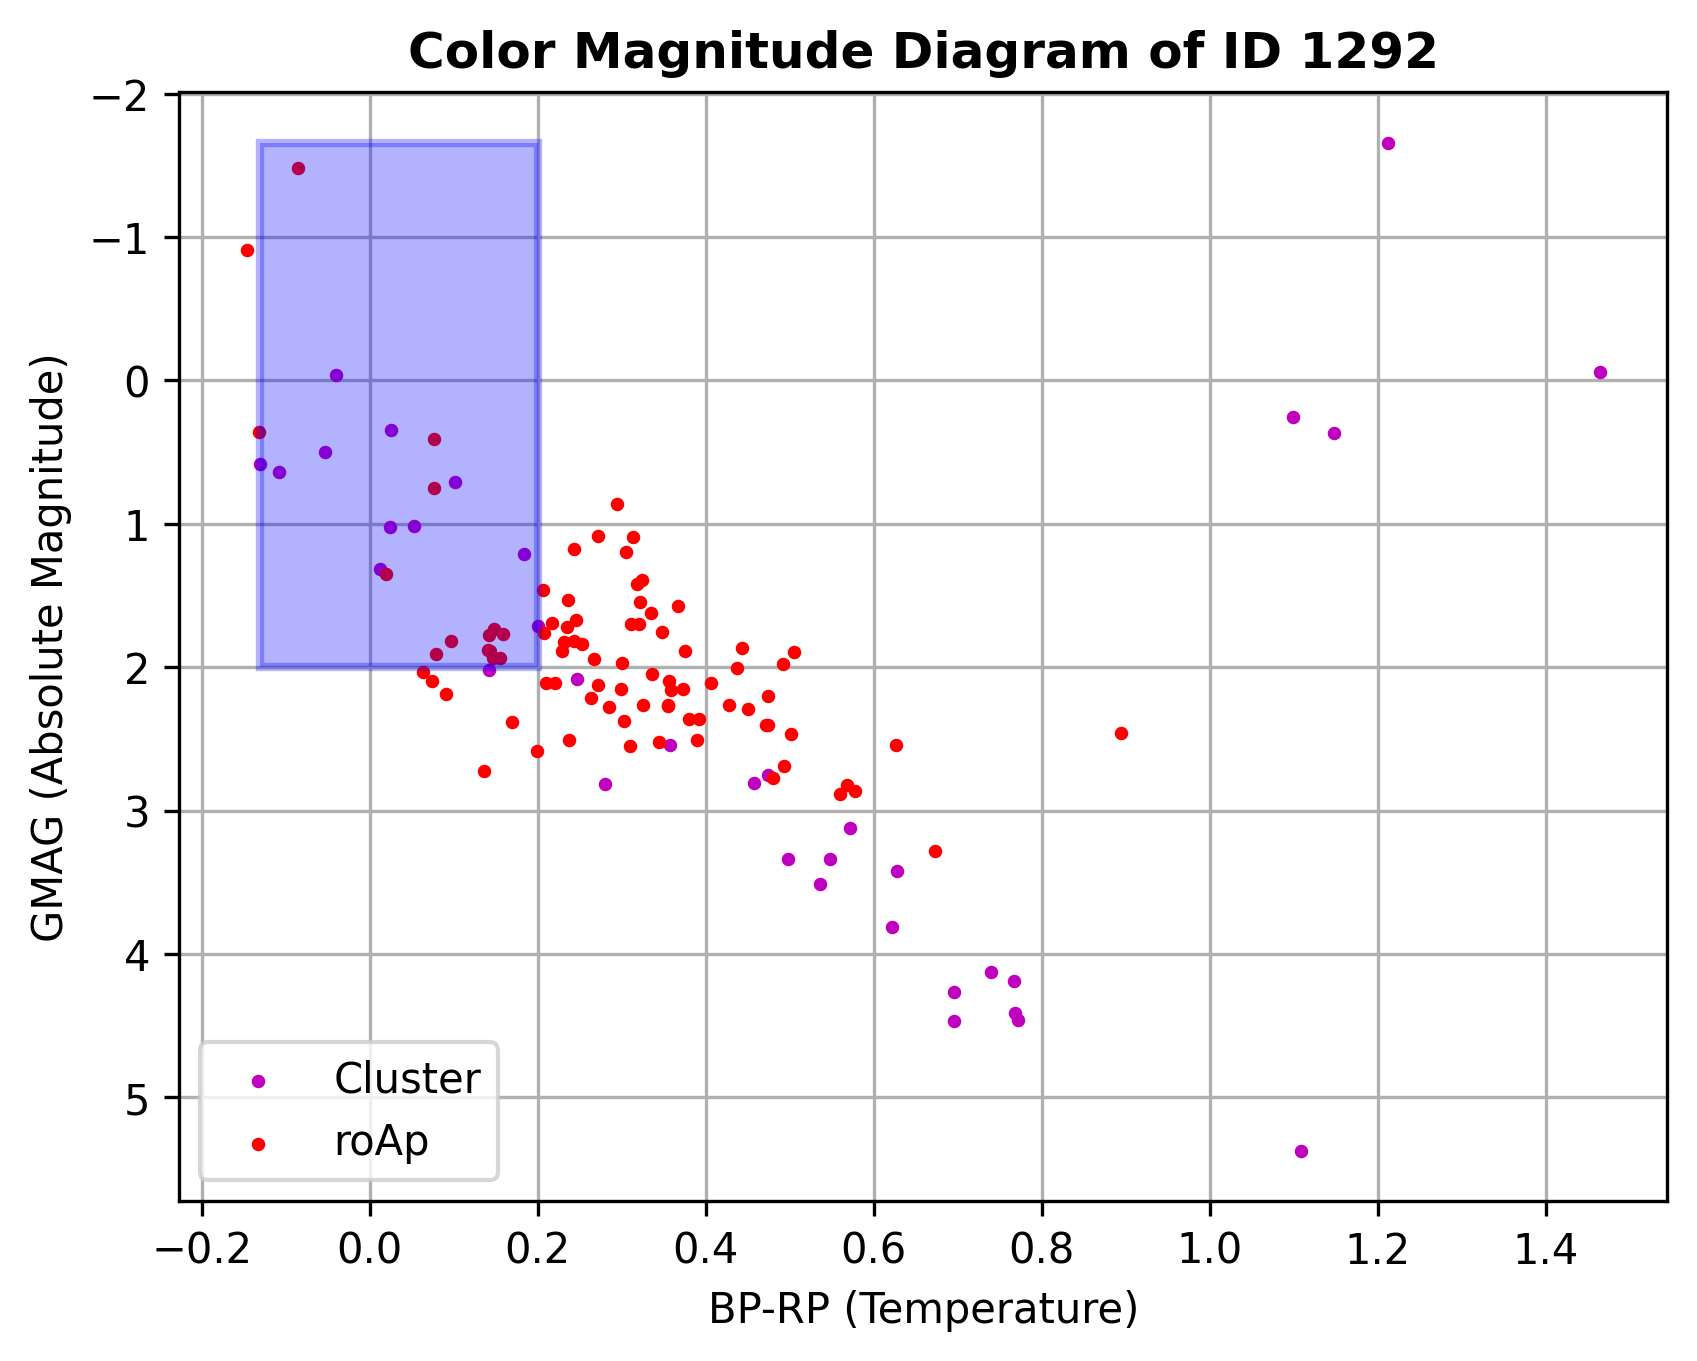 Color Magnitude Diagram of ID 1292
−2
−1
0
1
2
3
4
5
GMAG (Absolute Magnitude)
Cluster
roAp
−0.2 0.0 0.2 0.4 0.6 0.8 1.0 1.2 1.4
BP-RP (Temperature)